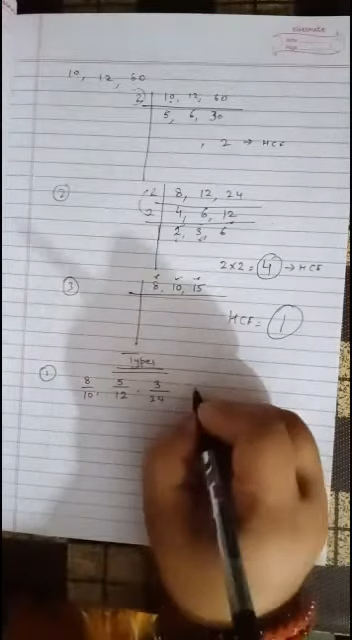 classmate
Date
Page
10, 12, 60
2 | 10, 12, 60
5, 6, 30
, 2 → HCF
②
2 | 8, 12, 24
2 | 4, 6, 12
2, 3, 6
2×2 = 4 → HCF
③
8, 10, 15
HCF = 1
Types
①
8/10, 5/12, 3/24